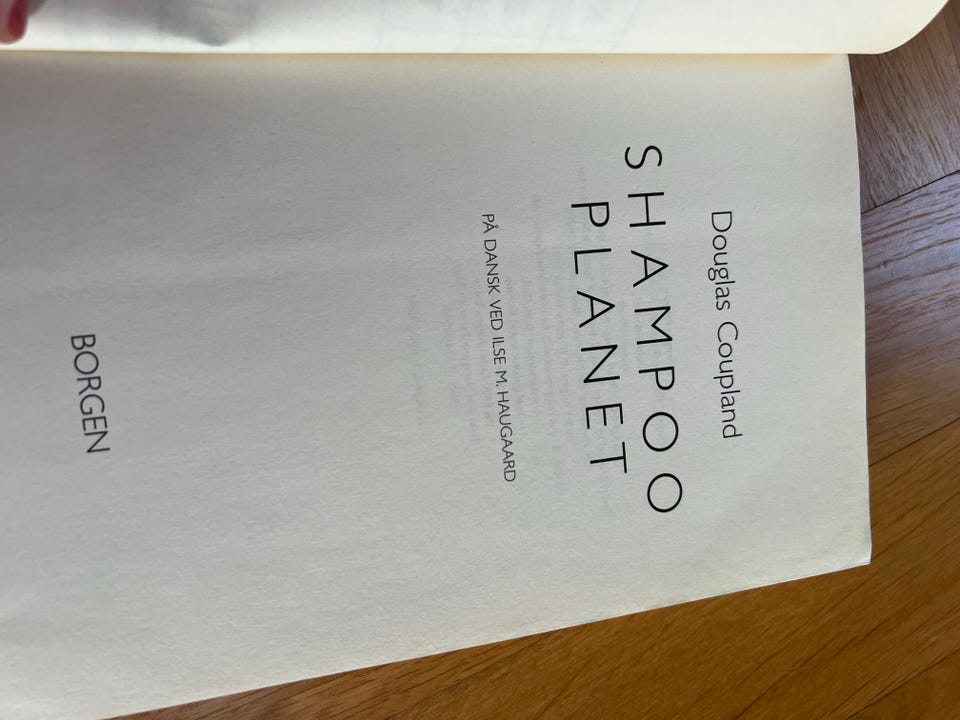 Douglas Coupland
SHAMPOO
PLANET
PÅ DANSK VED ILSE M. HAUGAARD
BORGEN